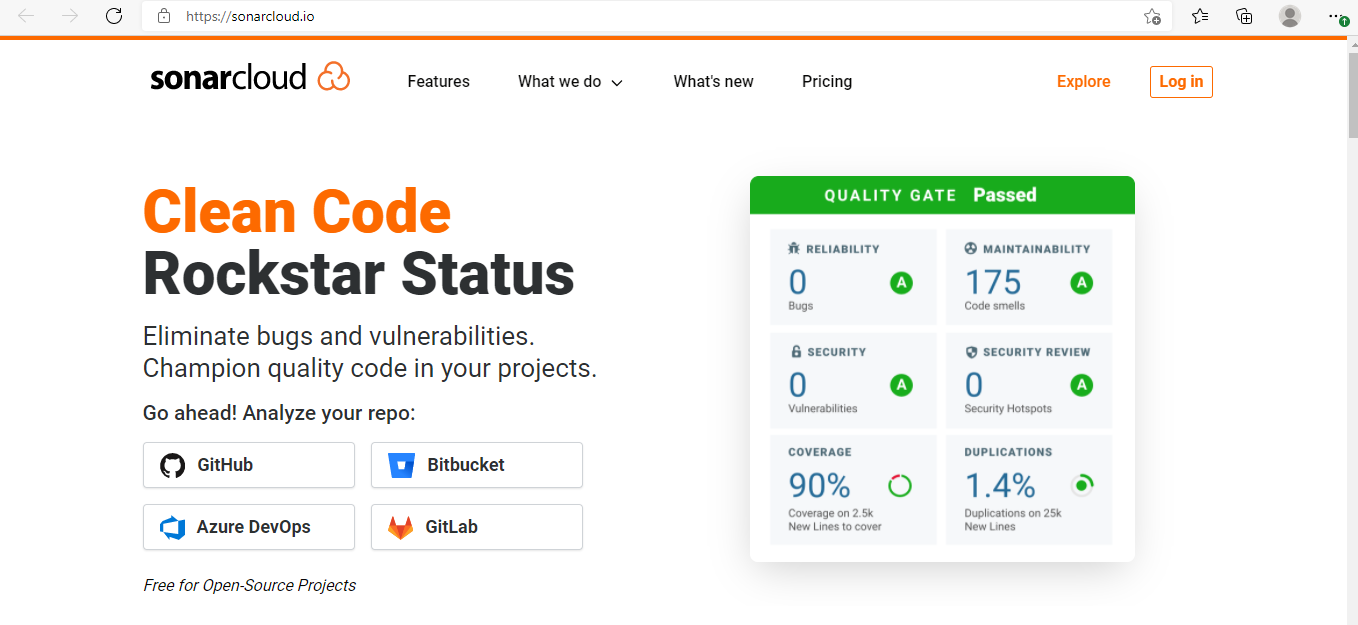 https://sonarcloud.io
sonarcloud
Features
What we do
What's new
Pricing
Explore
Log in
Clean Code
Rockstar Status
Eliminate bugs and vulnerabilities.
Champion quality code in your projects.
Go ahead! Analyze your repo:
GitHub
Bitbucket
Azure DevOps
GitLab
Free for Open-Source Projects
QUALITY GATE Passed
RELIABILITY
0
A
Bugs
MAINTAINABILITY
175
A
Code smells
SECURITY
0
A
Vulnerabilities
SECURITY REVIEW
0
A
Security Hotspots
COVERAGE
90%
Coverage on 2.5k
New Lines to cover
DUPLICATIONS
1.4%
Duplications on 25k
New Lines